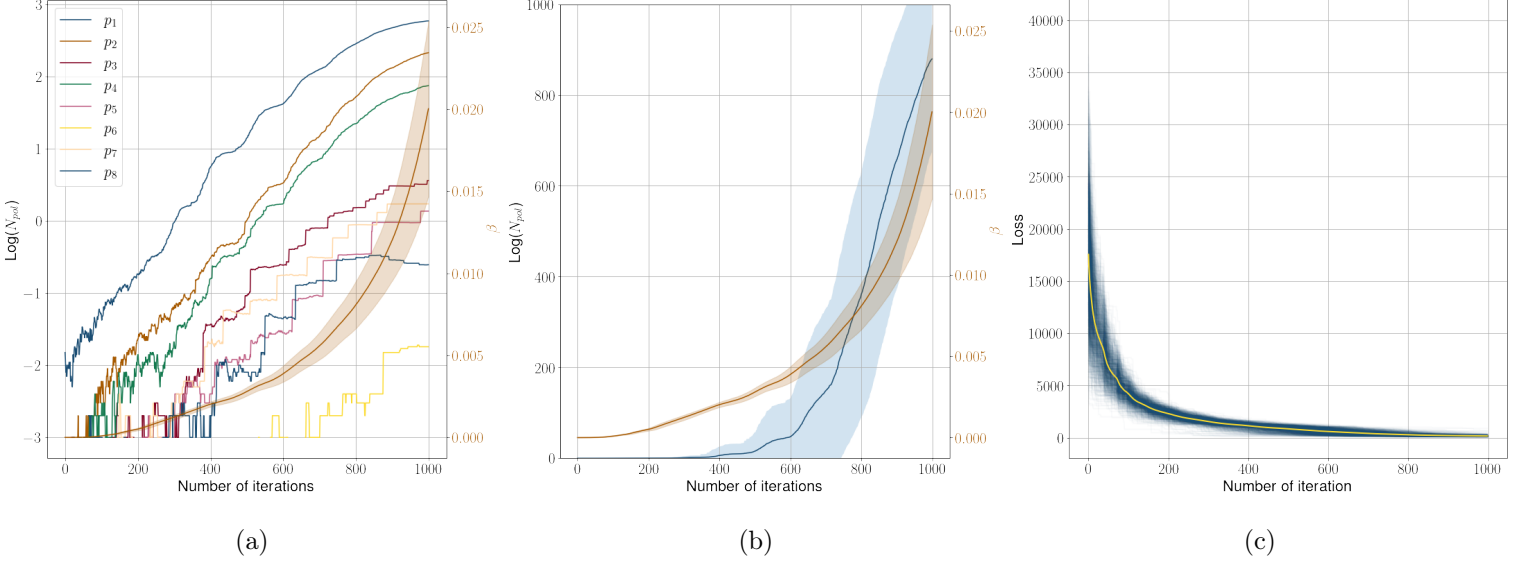 3
2
1
0
−1
−2
−3
Log(N_pol)
p₁
p₂
p₃
p₄
p₅
p₆
p₇
p₈
0.025
0.020
0.015
0.010
0.005
0.000
β
0 200 400 600 800 1000
Number of iterations
(a)
1000
800
600
400
200
0
Log(N_pol)
0.025
0.020
0.015
0.010
0.005
0.000
β
0 200 400 600 800 1000
Number of iterations
(b)
40000
35000
30000
25000
20000
15000
10000
5000
0
Loss
0 200 400 600 800 1000
Number of iteration
(c)